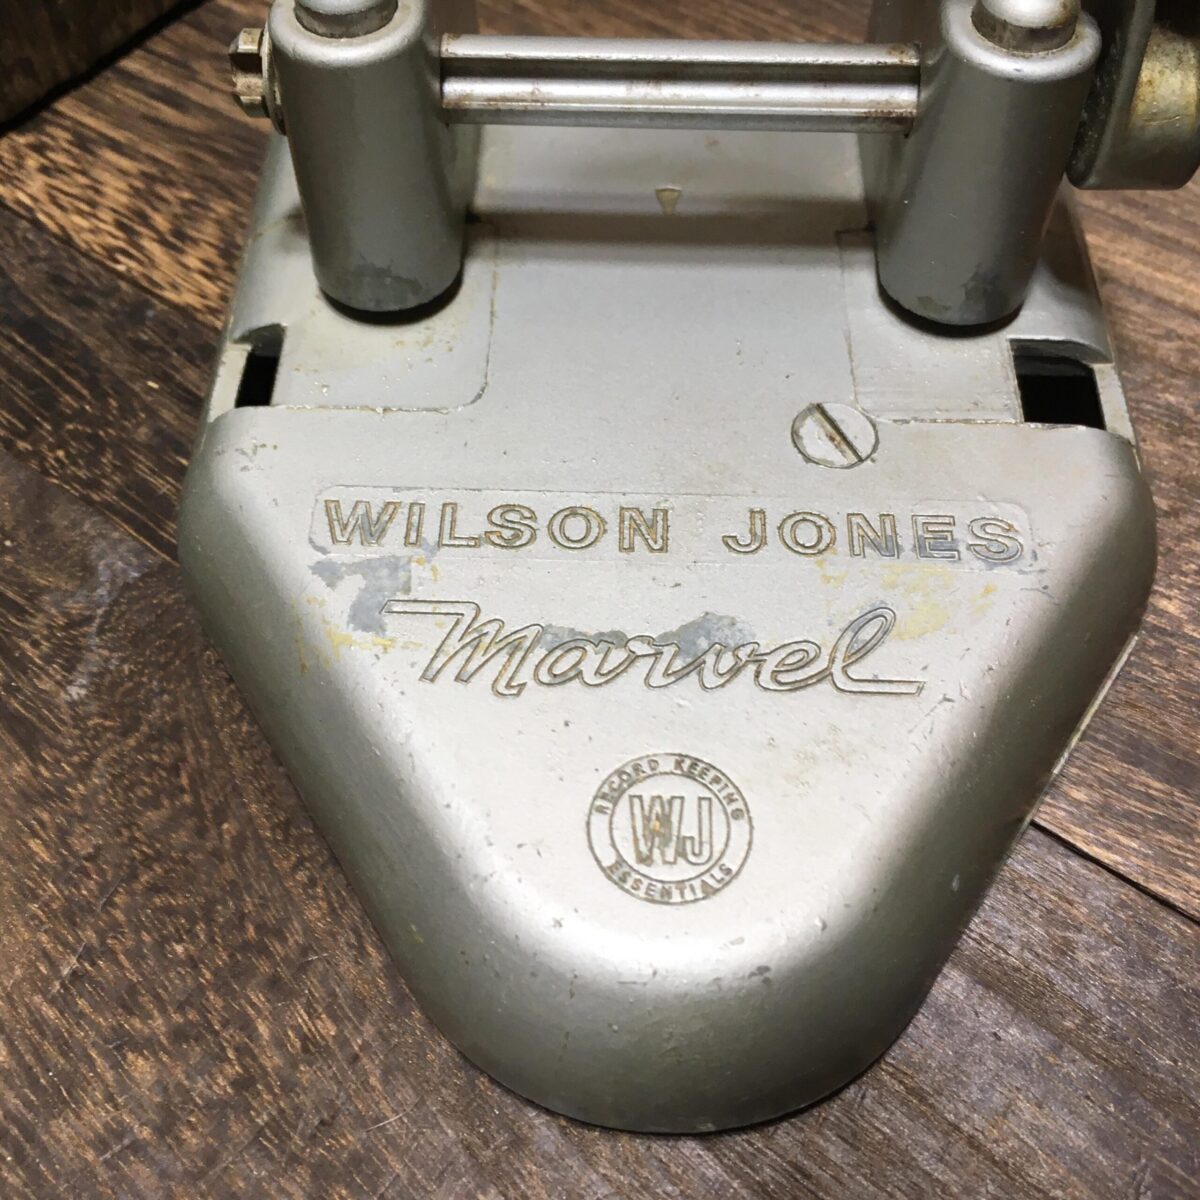 WILSON JONES
Marvel
RECORD KEEPING
WJ
ESSENTIALS